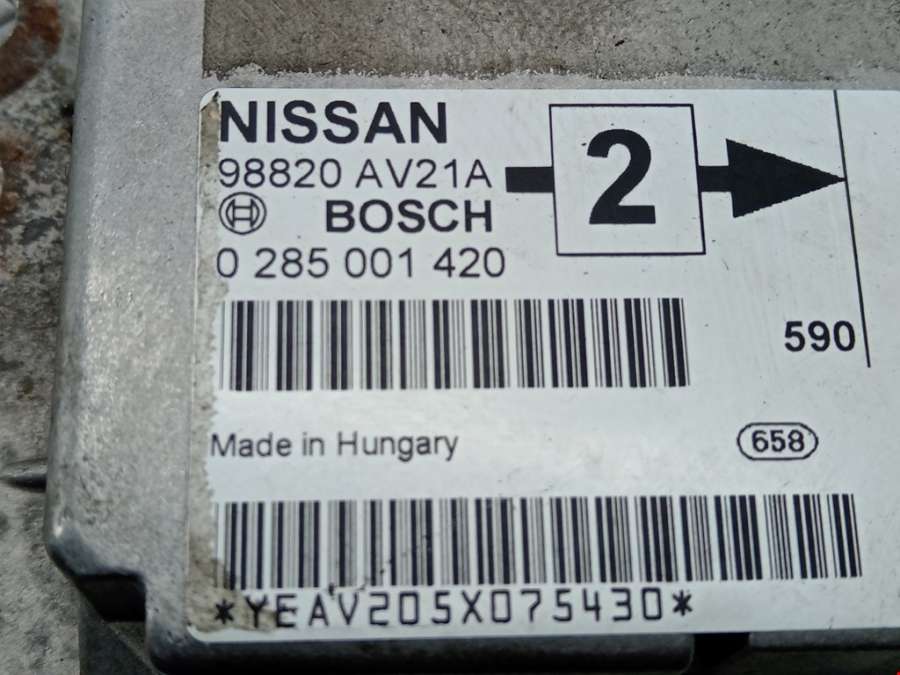 NISSAN
98820 AV21A
2
BOSCH
0 285 001 420
590
Made in Hungary
658
*YEAV205X075430*